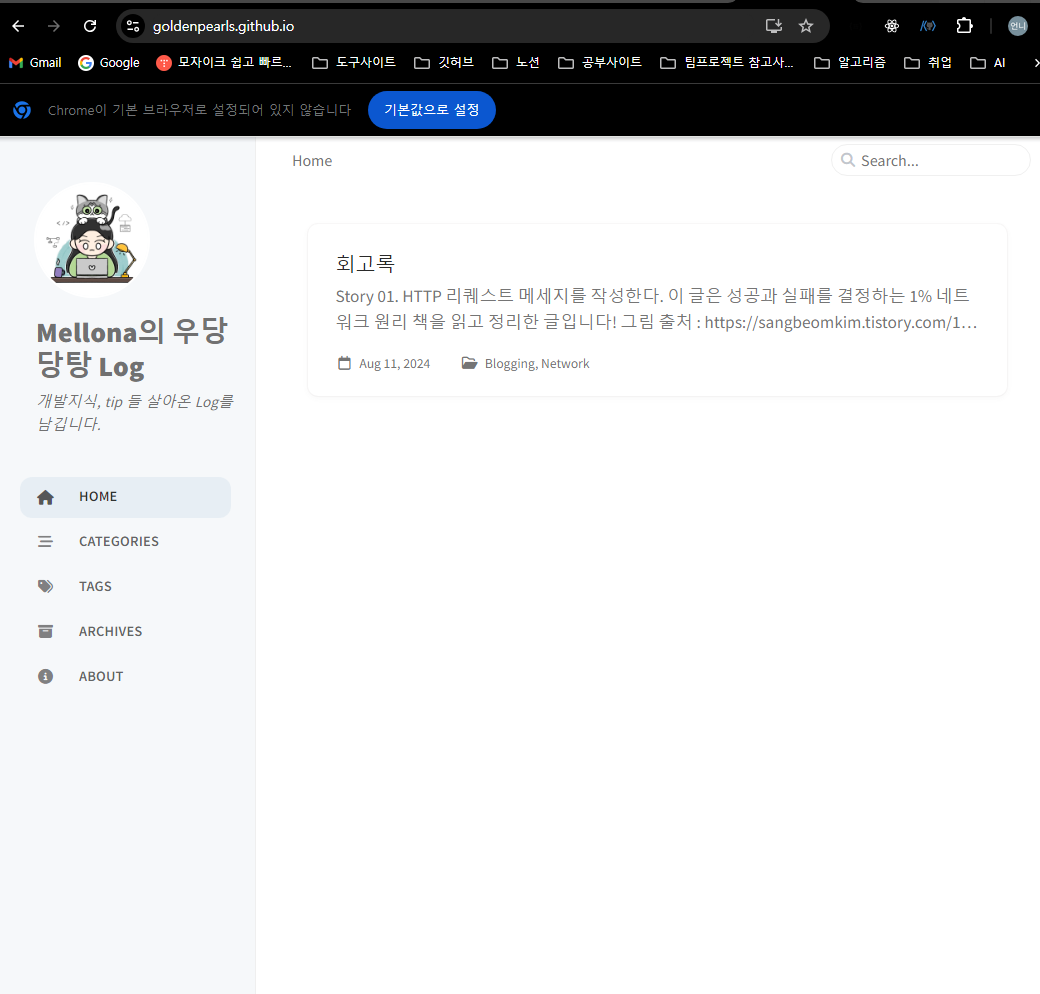 goldenpearls.github.io
언니
Gmail
Google
모자이크 쉽고 빠르...
도구사이트
깃허브
노션
공부사이트
팀프로젝트 참고사...
알고리즘
취업
AI
Chrome이 기본 브라우저로 설정되어 있지 않습니다
기본값으로 설정
Home
Search...
Mellona의 우당
당탕 Log
개발지식, tip 들 살아온 Log를
남깁니다.
HOME
CATEGORIES
TAGS
ARCHIVES
ABOUT
회고록
Story 01. HTTP 리퀘스트 메세지를 작성한다. 이 글은 성공과 실패를 결정하는 1% 네트
워크 원리 책을 읽고 정리한 글입니다! 그림 출처 : https://sangbeomkim.tistory.com/1…
Aug 11, 2024
Blogging, Network